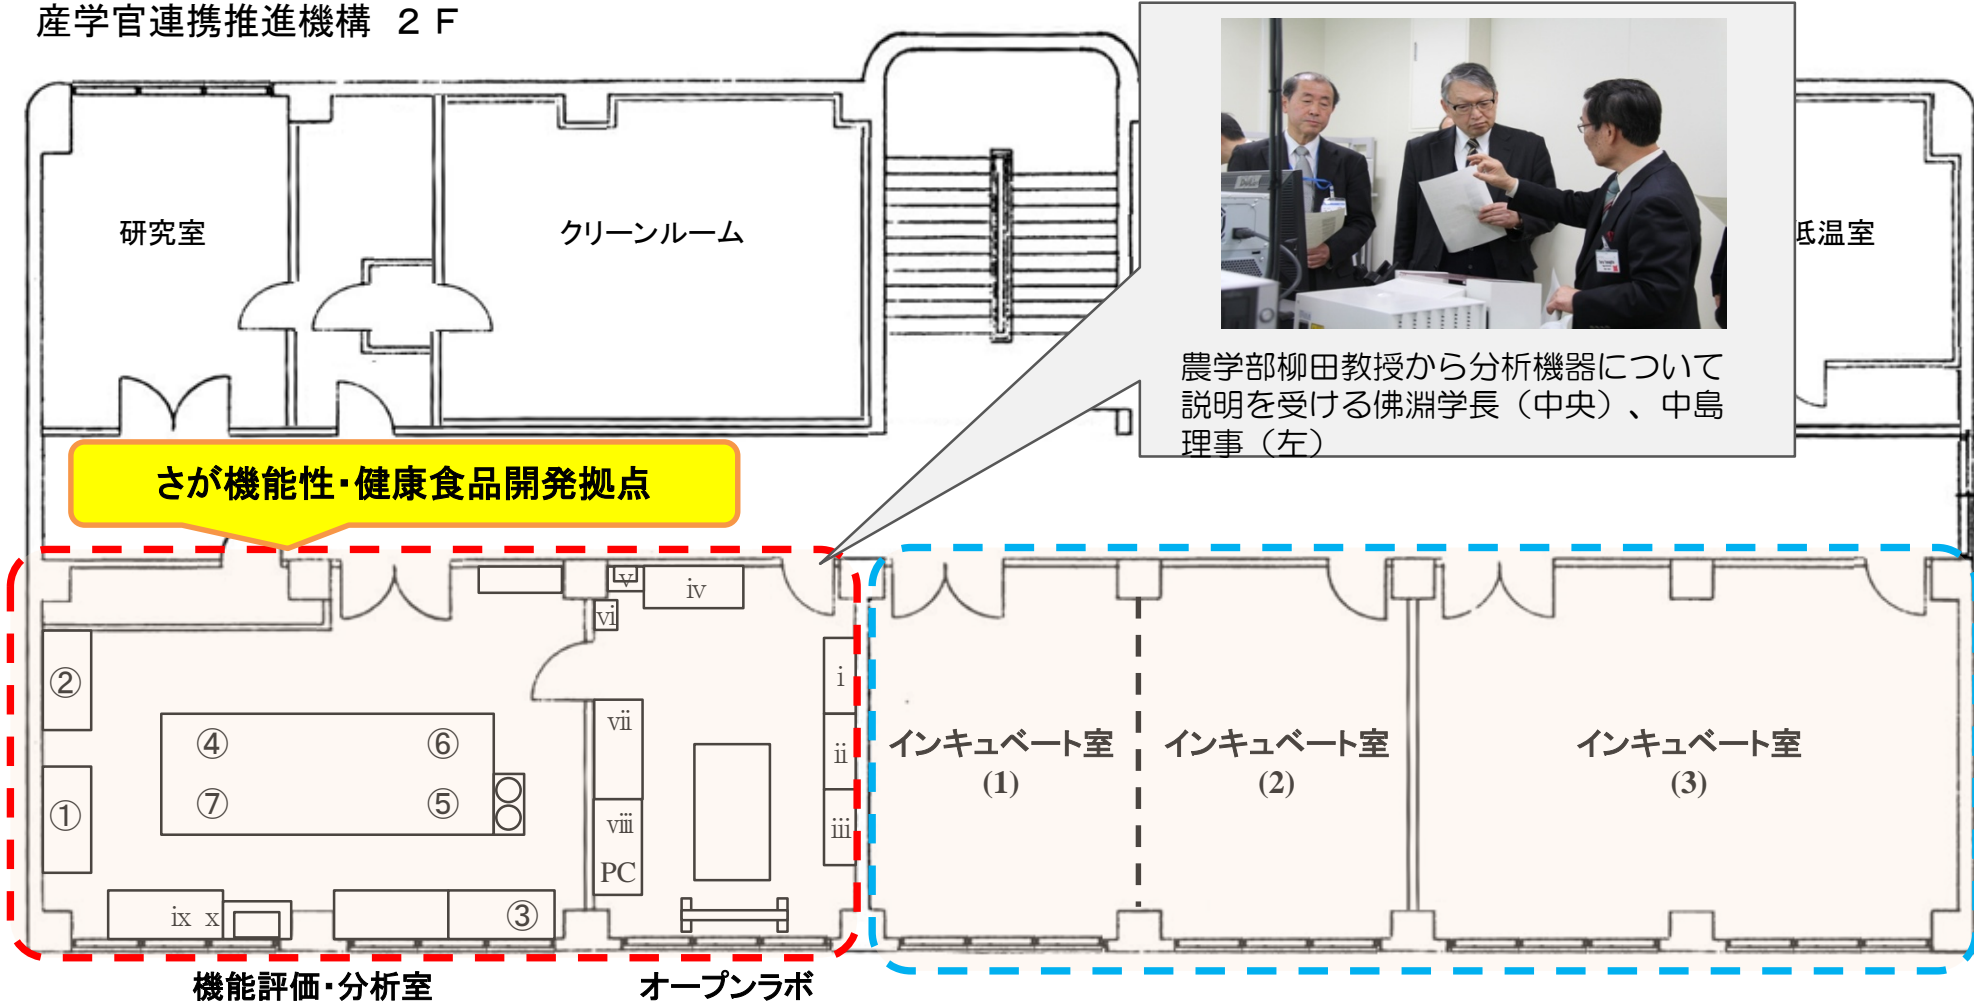 産学官連携推進機構 ２Ｆ
研究室
クリーンルーム
低温室
農学部柳田教授から分析機器について
説明を受ける佛淵学長（中央）、中島
理事（左）
さが機能性・健康食品開発拠点
v
iv
vi
②
i
vii
④
⑥
ii
インキュベート室
(1)
インキュベート室
(2)
インキュベート室
(3)
①
⑦
⑤
viii
iii
PC
ix x
③
機能評価・分析室
オープンラボ